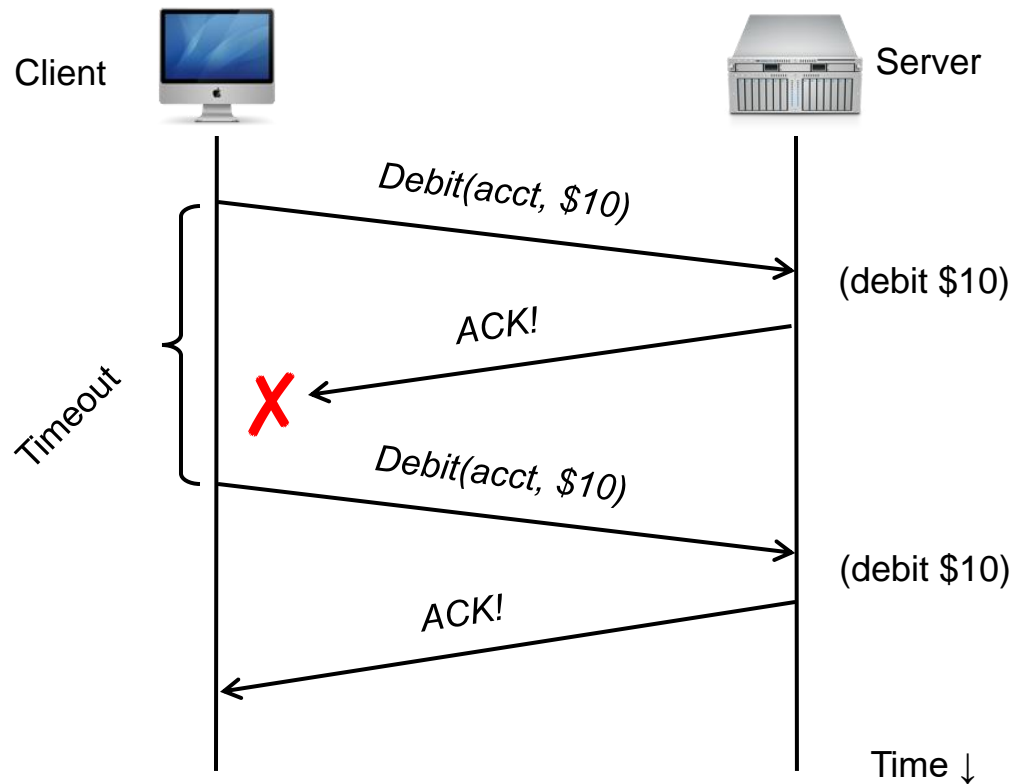 Client
Server
Debit(acct, $10)
(debit $10)
ACK!
Timeout
Debit(acct, $10)
(debit $10)
ACK!
Time ↓